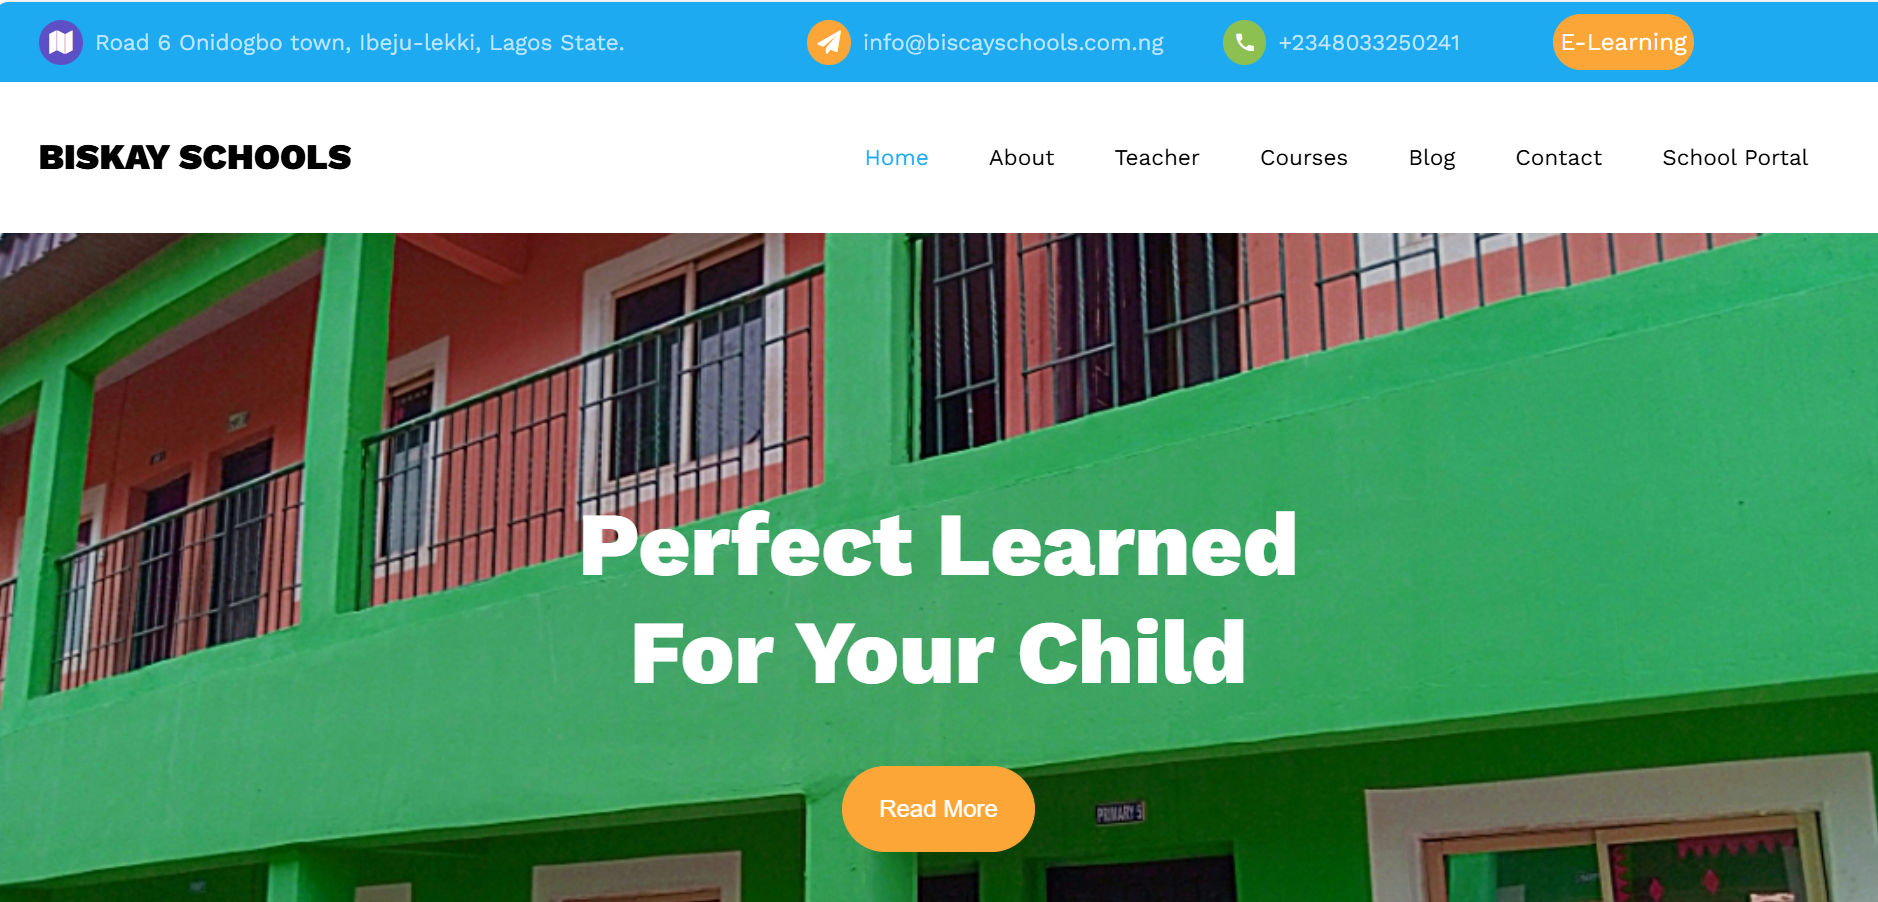 Road 6 Onidogbo town, Ibeju-lekki, Lagos State.
info@biscayschools.com.ng
+2348033250241
E-Learning
BISKAY SCHOOLS
Home
About
Teacher
Courses
Blog
Contact
School Portal
Perfect Learned
For Your Child
Read More
PRIMARY 5